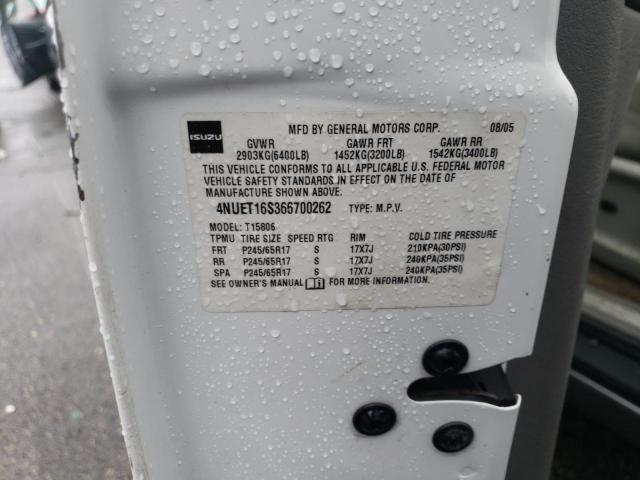 ISUZU
MFD BY GENERAL MOTORS CORP. 08/05
GVWR GAWR FRT GAWR RR
2903KG(6400LB) 1452KG(3200LB) 1542KG(3400LB)
THIS VEHICLE CONFORMS TO ALL APPLICABLE U.S. FEDERAL MOTOR
VEHICLE SAFETY STANDARDS IN EFFECT ON THE DATE OF
MANUFACTURE SHOWN ABOVE.
4NUET16S366700262 TYPE: M.P.V.
MODEL: T15806
TPMU TIRE SIZE SPEED RTG RIM COLD TIRE PRESSURE
FRT P245/65R17 S 17X7J 210KPA(30PSI)
RR P245/65R17 S 17X7J 240KPA(35PSI)
SPA P245/65R17 S 17X7J 240KPA(35PSI)
SEE OWNER'S MANUAL FOR MORE INFORMATION.